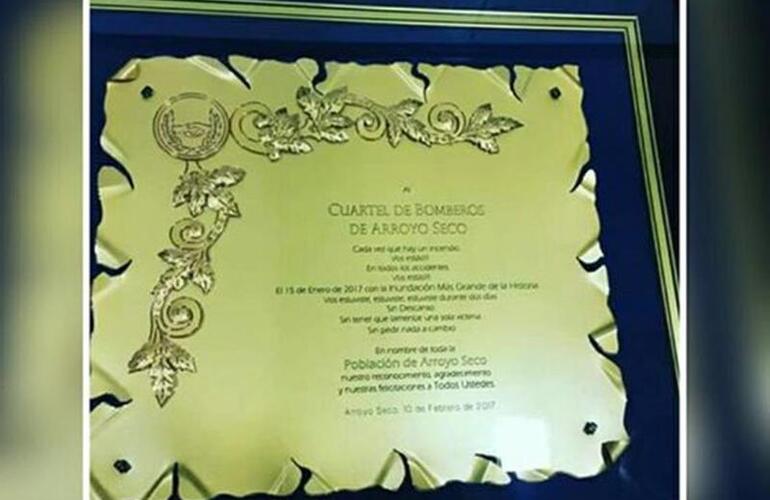 Al
CUARTEL DE BOMBEROS
DE ARROYO SECO
Cada vez que hay un incendio.
Vos estás!!!
En todos los accidentes.
Vos estás!!!
El 15 de Enero de 2017 con la Inundación Más Grande de la Historia
Vos estuviste, estuviste, estuviste durante dos días
Sin Descanso.
Sin tener que lamentar una sola víctima
Sin pedir nada a cambio
En nombre de toda la
Población de Arroyo Seco
nuestro reconocimiento, agradecimiento
y nuestras felicitaciones a Todos Ustedes.
Arroyo Seco, 10 de Febrero de 2017